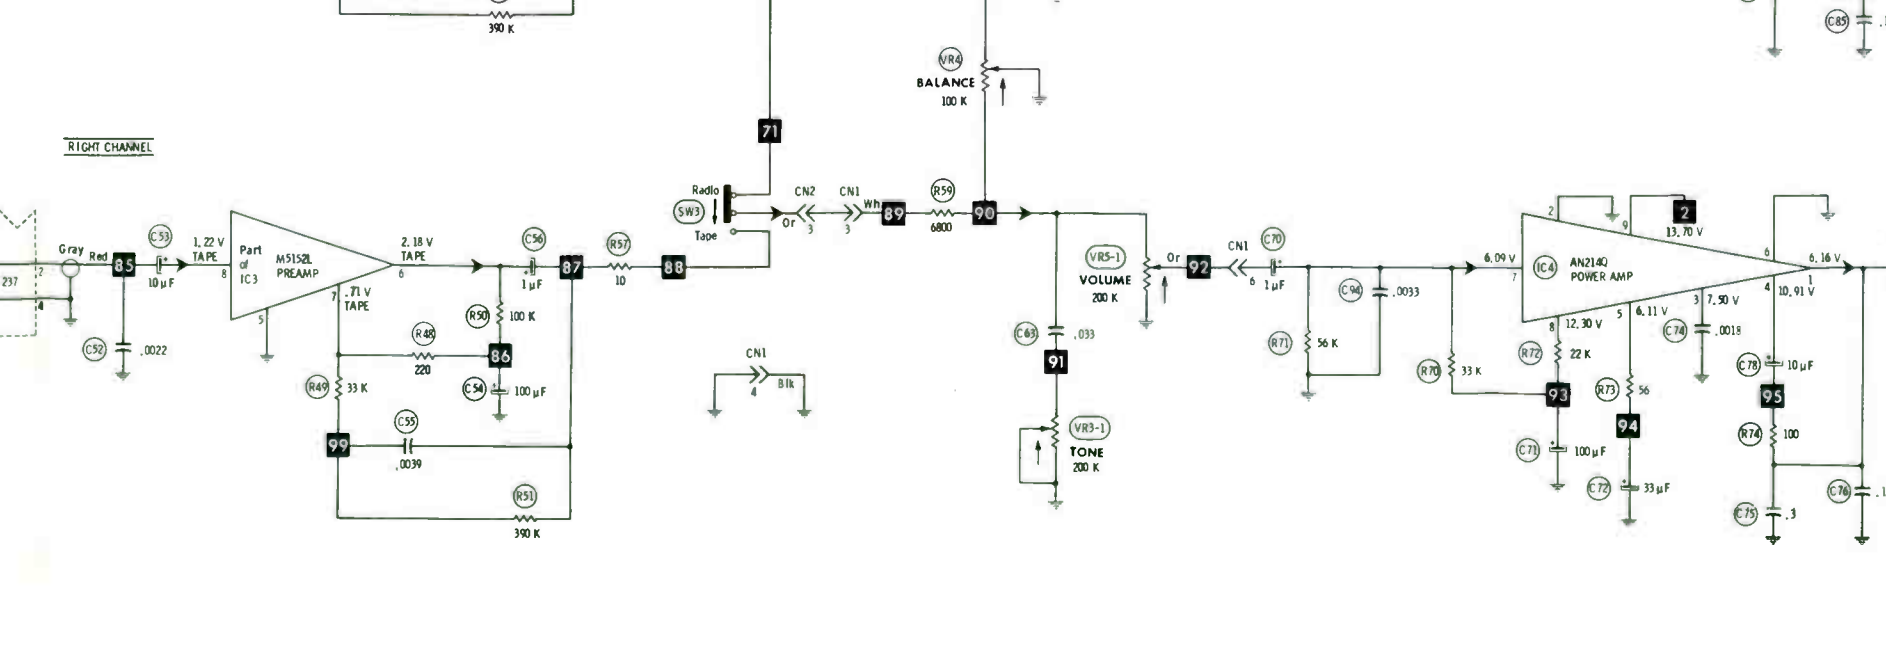 390 K
C85
VR4
BALANCE
100 K
71
RIGHT CHANNEL
Radio
SW3
Tape
CN2
CN1
Or
3
3
Wh
89
R59
6800
90
2
9
2
13.70 V
Gray
Red
85
C53
10 µF
1.22 V
TAPE
8
Part
of
IC3
M5152L
PREAMP
2.18 V
TAPE
6
C56
1 µF
87
R57
10
88
237
2
4
7
.71 V
TAPE
5
C52
.0022
R50
100 K
R48
220
86
R49
33 K
C54
100 µF
C55
.0039
99
R51
390 K
CN1
4
Blk
VR5-1
VOLUME
200 K
Or
92
CN1
6
C70
1 µF
C63
.033
91
VR3-1
TONE
200 K
C94
.0033
R71
56 K
R70
33 K
6.09 V
7
IC4
AN214Q
POWER AMP
6
6.16 V
1
4
10.91 V
3
7.50 V
5
6.11 V
8
12.30 V
R72
22 K
C74
.0018
93
R73
56
C78
10 µF
95
94
R74
100
C71
100 µF
C72
33 µF
C75
.3
C76
.1